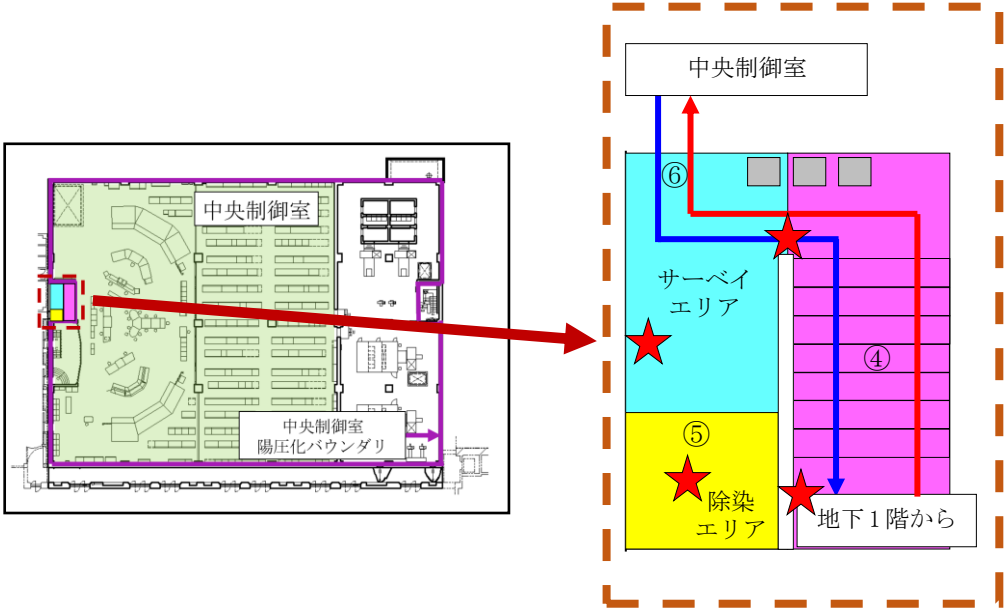 中央制御室
中央制御室
陽圧化バウンダリ
中央制御室
⑥
サーベイ
エリア
④
⑤
除染
エリア
地下1階から